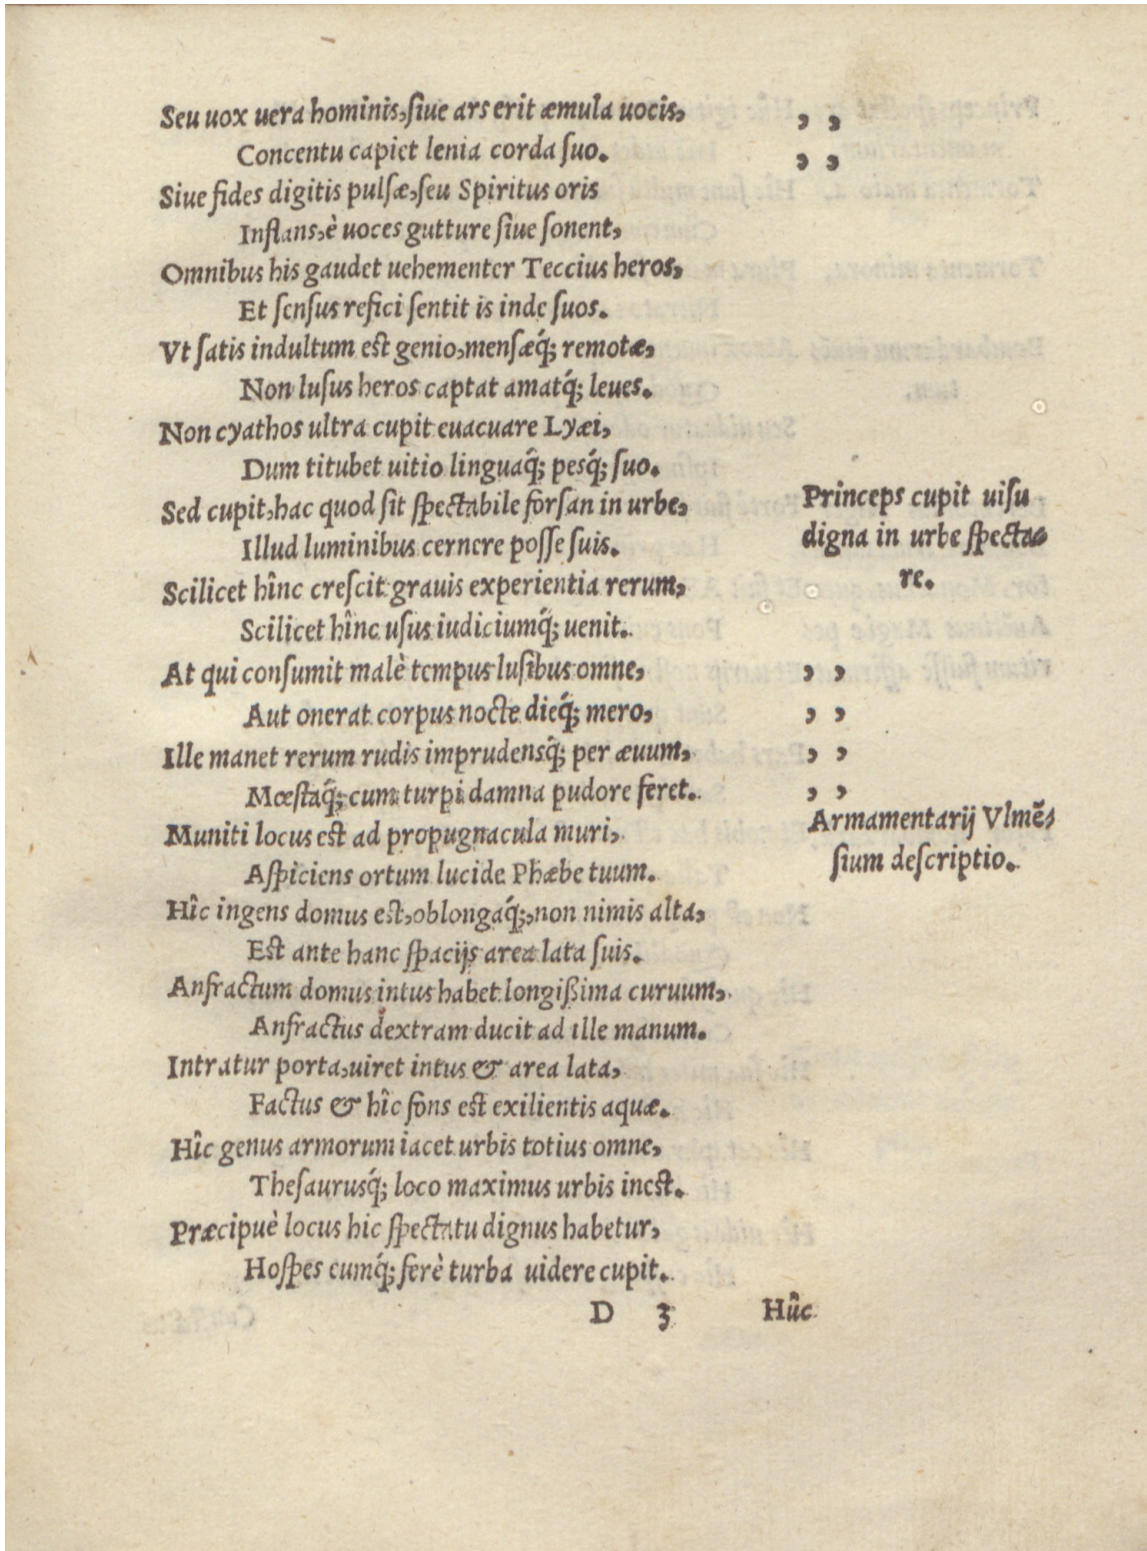 Seu uox uera hominis, siue ars erit æmula uocis, , ,
Concentu capiet lenia corda suo. , ,
Siue fides digitis pulsæ, seu Spiritus oris
Inflans, è uoces gutture siue sonent,
Omnibus his gaudet uehementer Teccius heros,
Et sensus refici sentit is inde suos.
Vt satis indultum est genio, mensæq́; remotæ,
Non lusus heros captat amatq́; leues.
Non cyathos ultra cupit euacuare Lyæi,
Dum titubet uitio linguaq̂; pesq̂; suo.
Sed cupit, hac quod sit spectabile forsan in urbe,
Illud luminibus cernere posse suis.
Scilicet hînc crescit grauis experientia rerum,
Scilicet hînc usus iudiciumq́; uenit.
Princeps cupit uisu
digna in urbe specta-
re.
At qui consumit malè tempus lusibus omne, , ,
Aut onerat corpus nocte dieq́; mero, , ,
Ille manet rerum rudis imprudensq̂; per æuum, , ,
Mœstaq̂; cum turpi damna pudore feret. , ,
Muniti locus est ad propugnacula muri,
Aspiciens ortum lucide Phæbe tuum.
Armamentarij Vlmẽ-
sium descriptio.
Hîc ingens domus est, oblongaq́;, non nimis alta,
Est ante hanc spacijs area lata suis.
Anfractum domus intus habet longißima curuum,
Anfractus dextram ducit ad ille manum.
Intratur porta, uiret intus & area lata,
Factus & hîc fons est exilientis aquæ.
Hîc genus armorum iacet urbis totius omne,
Thesaurusq́; loco maximus urbis inest.
Præcipuè locus hic spectatu dignus habetur,
Hospes cumq́; ferè turba uidere cupit.
D 3 Hûc